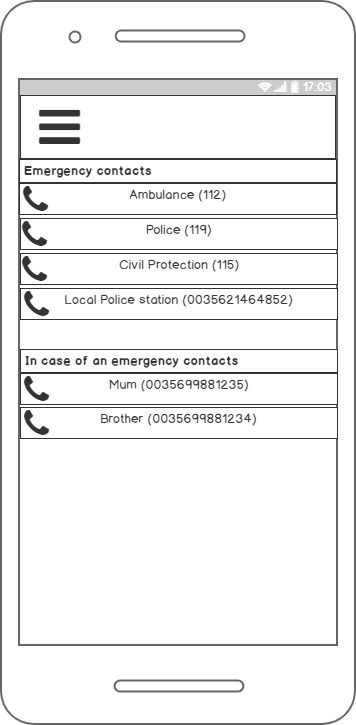 17:03
Emergency contacts
Ambulance (112)
Police (119)
Civil Protection (115)
Local Police station (0035621464852)
In case of an emergency contacts
Mum (0035699881235)
Brother (0035699881234)